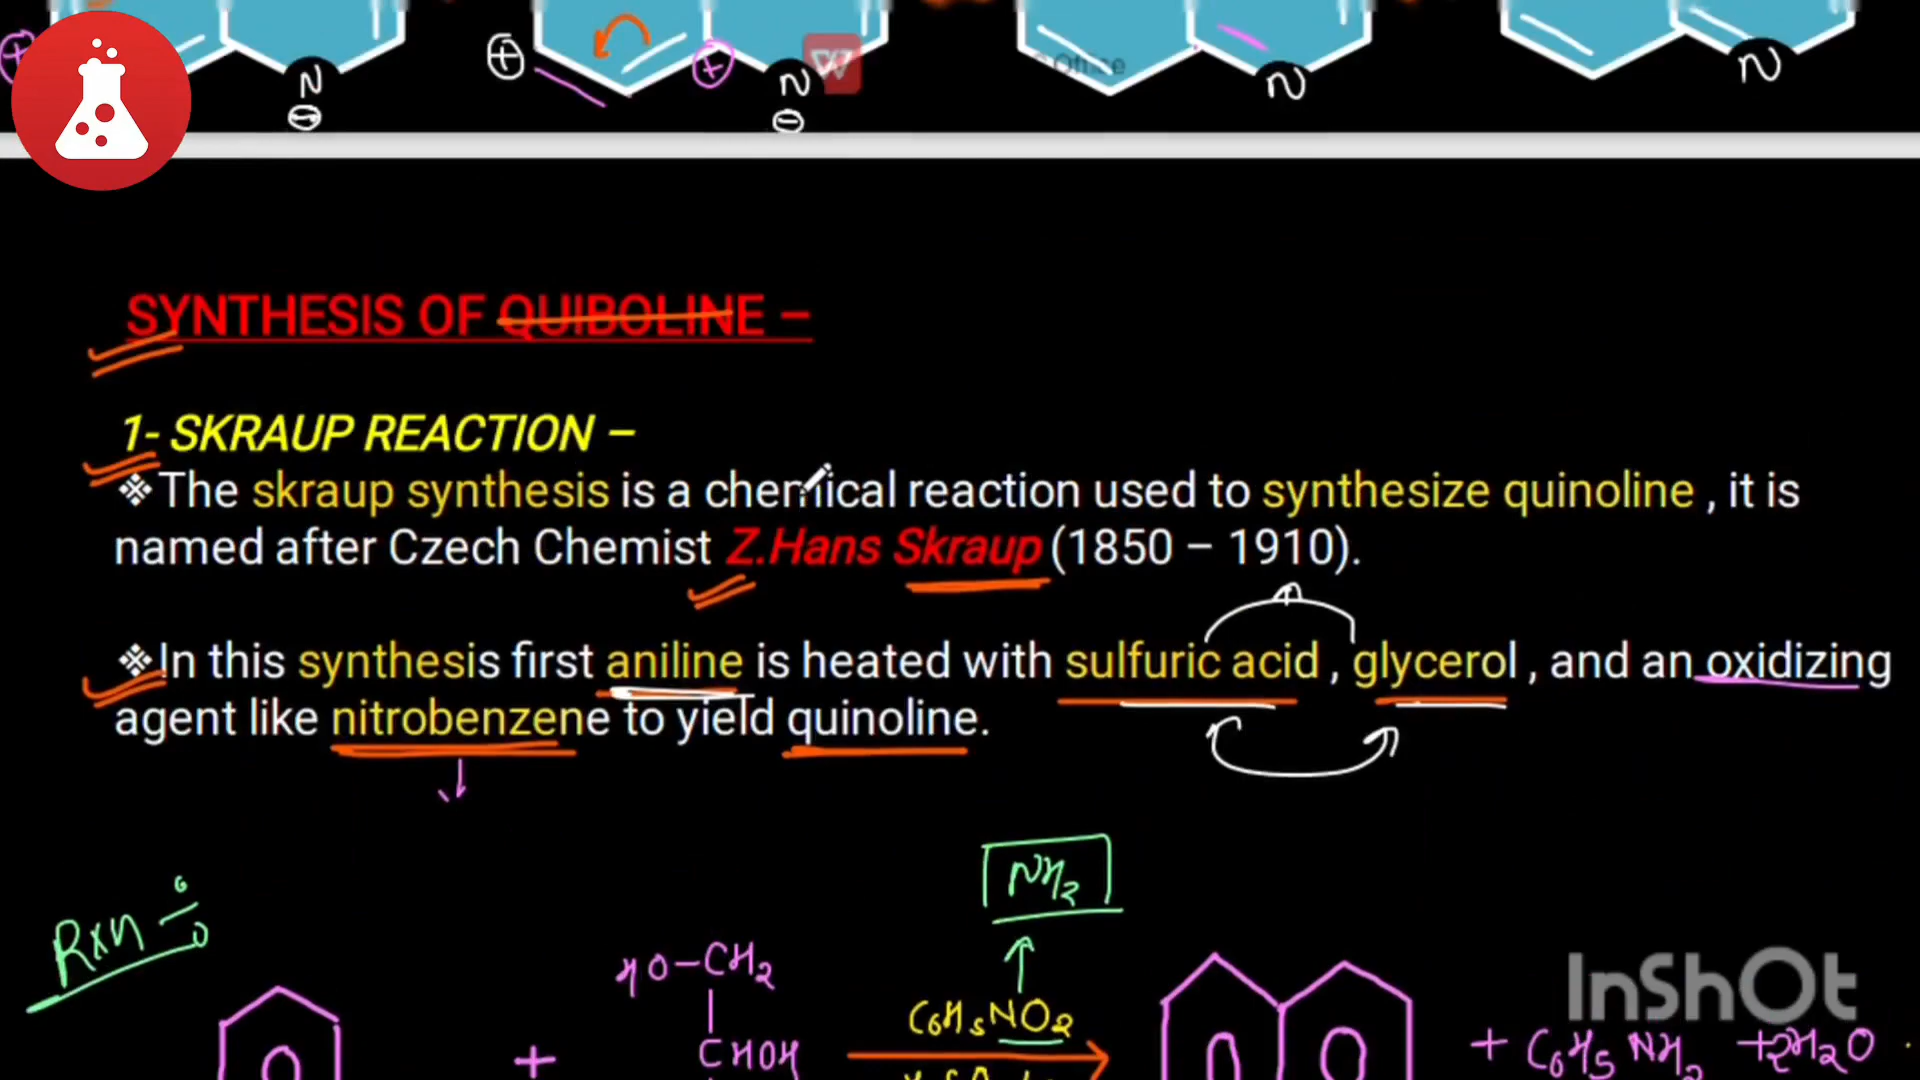 N
N
N
N
Office
SYNTHESIS OF QUIBOLINE –
1- SKRAUP REACTION –
❖The skraup synthesis is a chemical reaction used to synthesize quinoline , it is
named after Czech Chemist Z.Hans Skraup (1850 – 1910).
❖In this synthesis first aniline is heated with sulfuric acid , glycerol , and an oxidizing
agent like nitrobenzene to yield quinoline.
NH2
Rxn
HO–CH2
C6H5NO2
CHOH
+
+ C6H5NH2 +2H2O
InShOt